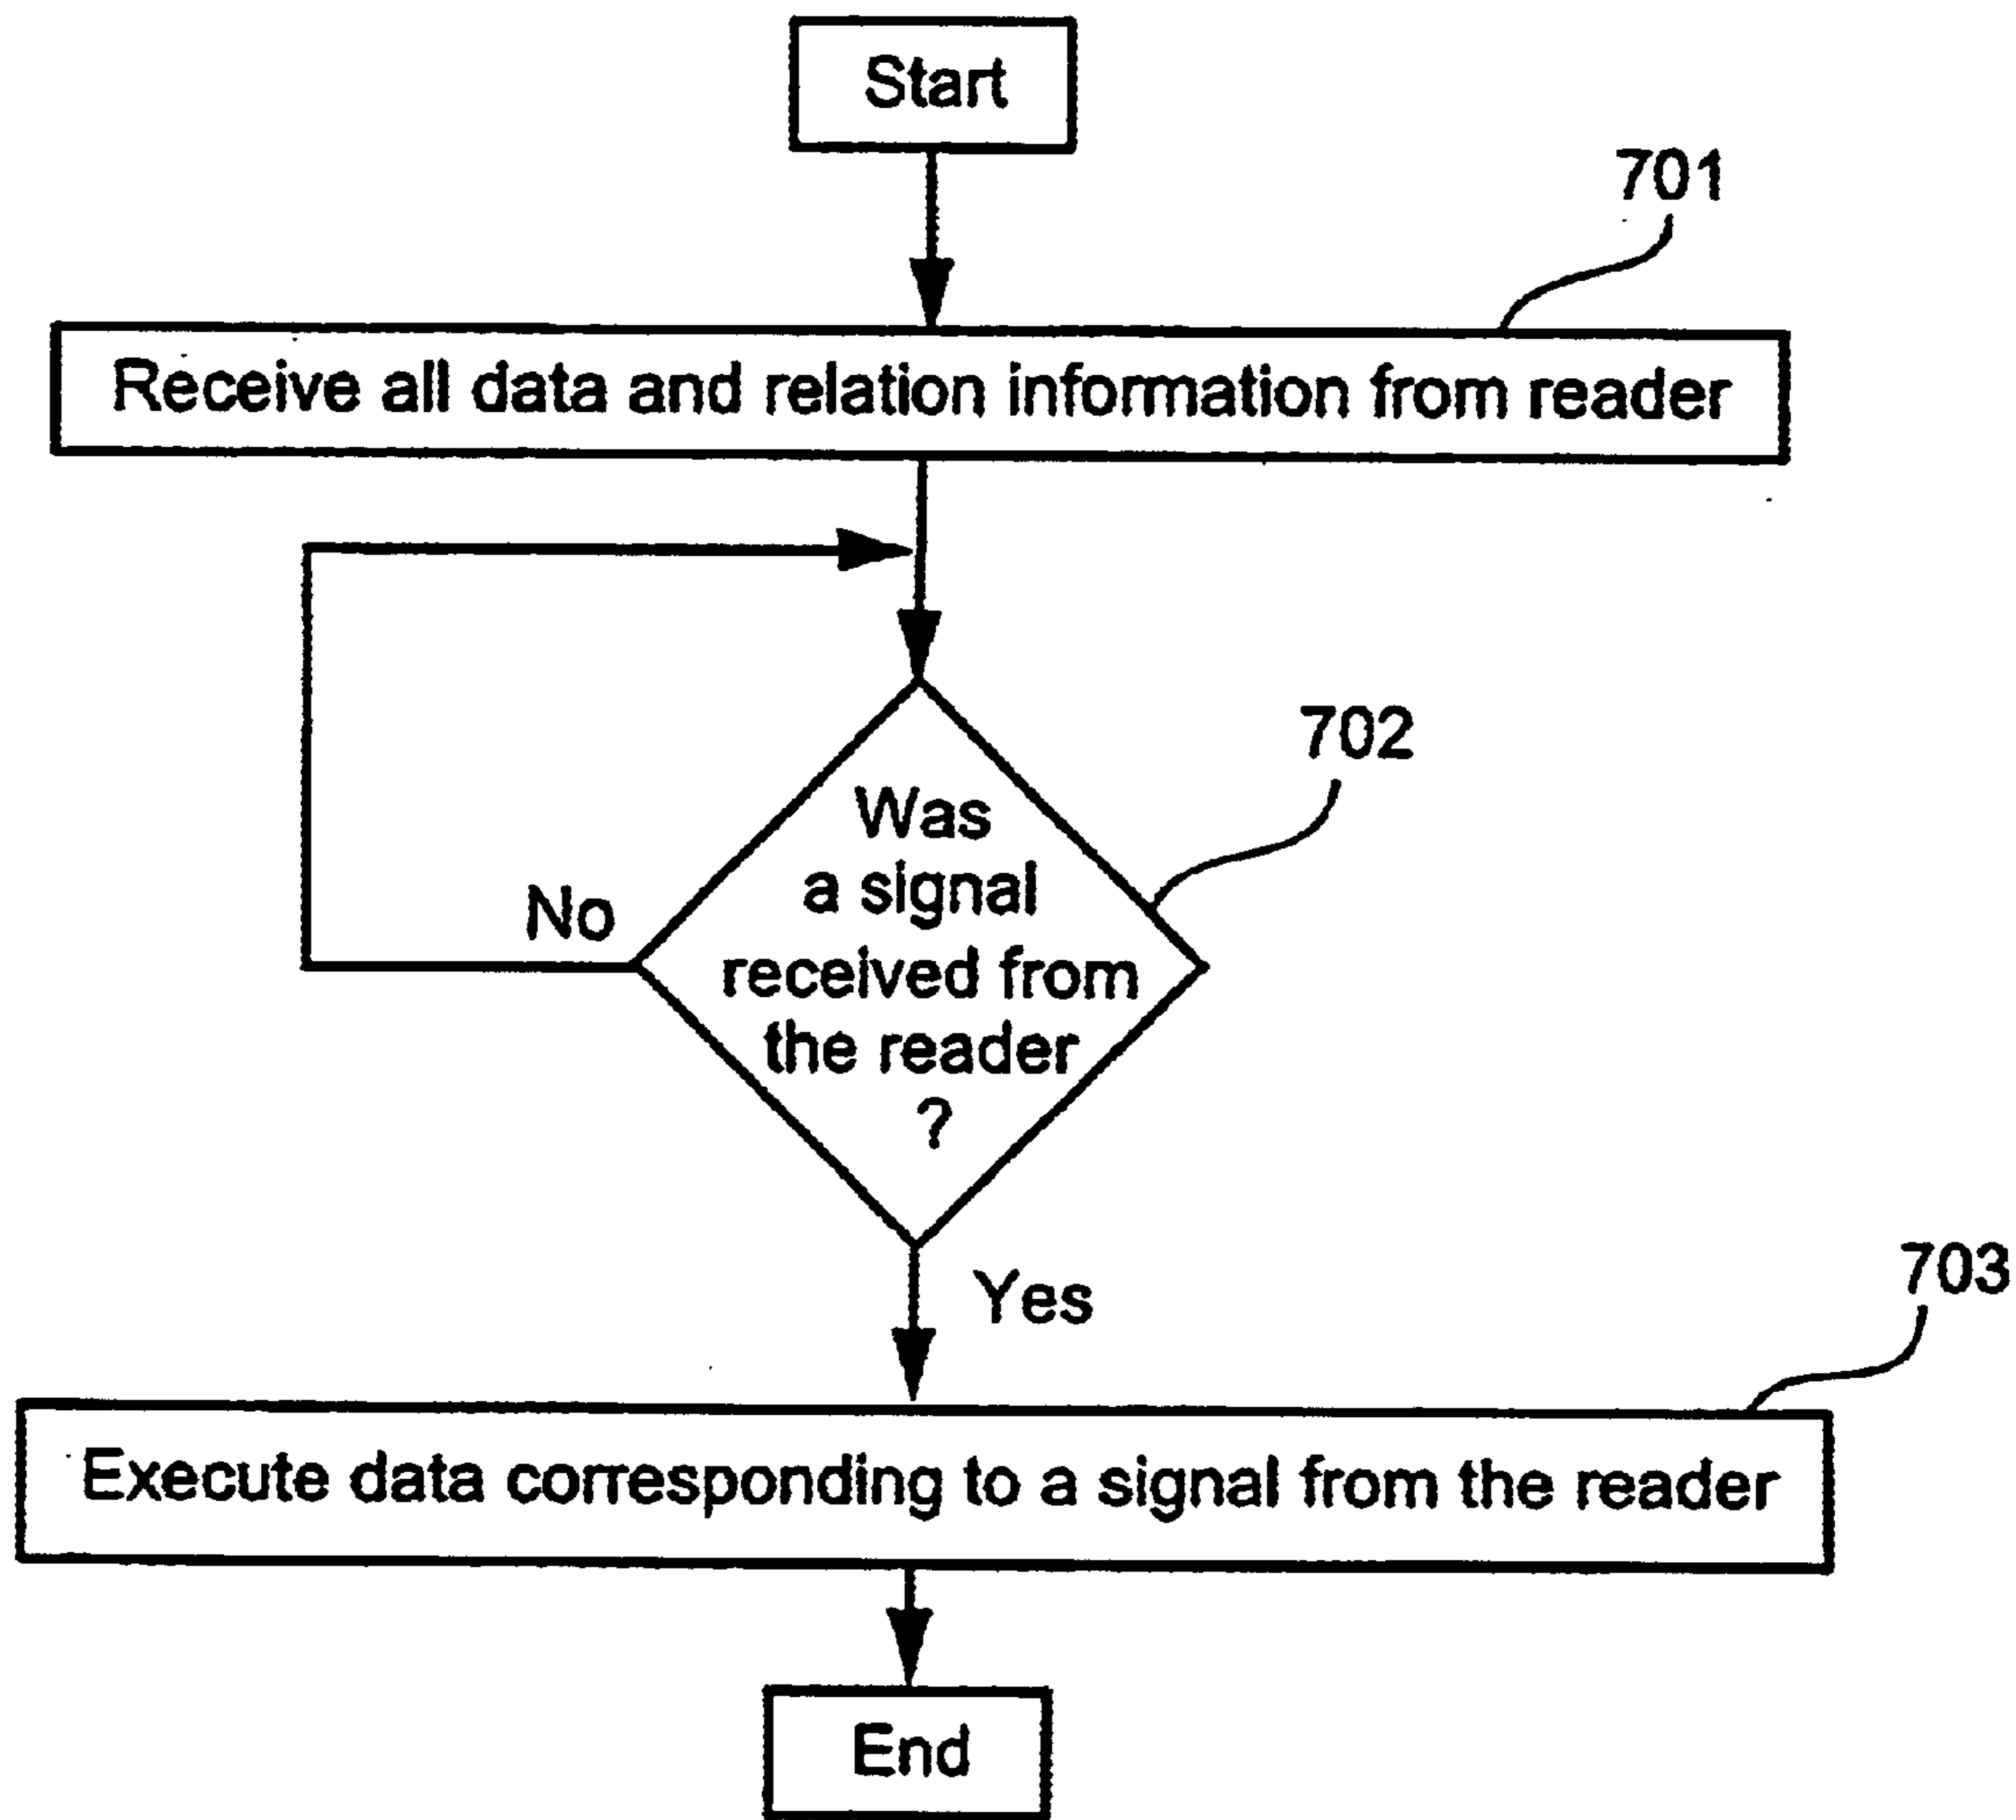 Start
701
Receive all data and relation information from reader
702
Was
a signal
received from
the reader
?
No
Yes
703
Execute data corresponding to a signal from the reader
End